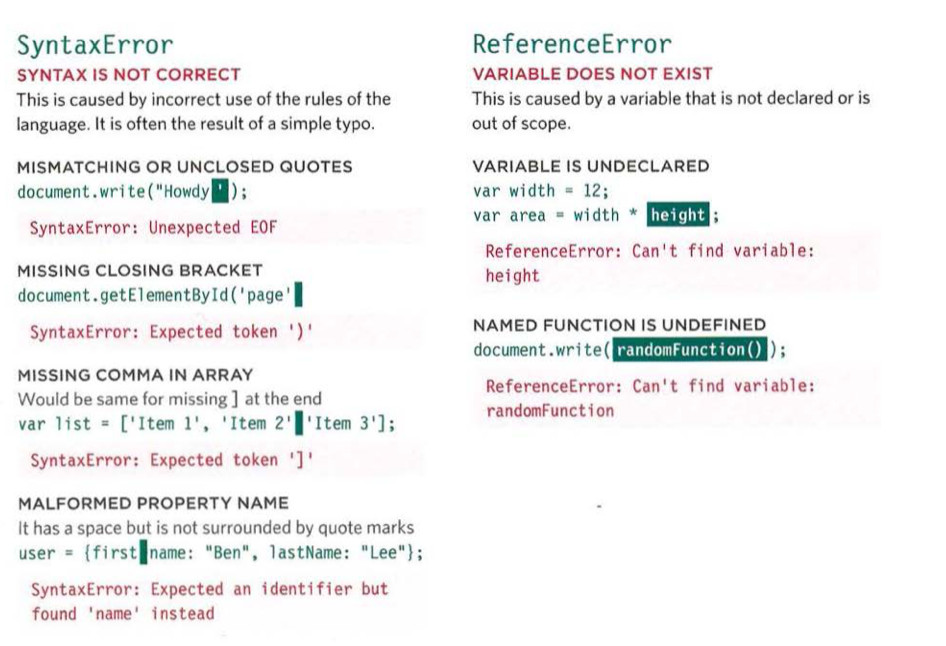 SyntaxError
SYNTAX IS NOT CORRECT
This is caused by incorrect use of the rules of the
language. It is often the result of a simple typo.
MISMATCHING OR UNCLOSED QUOTES
document.write("Howdy');
SyntaxError: Unexpected EOF
MISSING CLOSING BRACKET
document.getElementById('page'
SyntaxError: Expected token ')'
MISSING COMMA IN ARRAY
Would be same for missing ] at the end
var list = ['Item 1', 'Item 2' 'Item 3'];
SyntaxError: Expected token ']'
MALFORMED PROPERTY NAME
It has a space but is not surrounded by quote marks
user = {first name: "Ben", lastName: "Lee"};
SyntaxError: Expected an identifier but
found 'name' instead
ReferenceError
VARIABLE DOES NOT EXIST
This is caused by a variable that is not declared or is
out of scope.
VARIABLE IS UNDECLARED
var width = 12;
var area = width * height;
ReferenceError: Can't find variable:
height
NAMED FUNCTION IS UNDEFINED
document.write(randomFunction());
ReferenceError: Can't find variable:
randomFunction